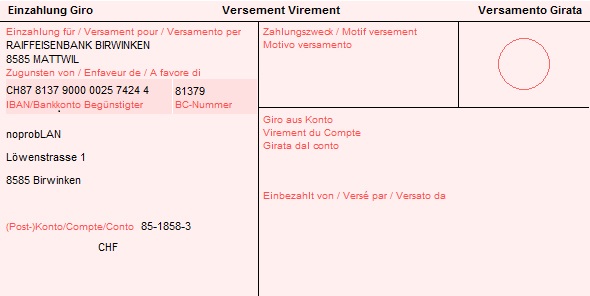 Einzahlung Giro Versement Virement Versamento Girata
Einzahlung für / Versament pour / Versamento per
RAIFFEISENBANK BIRWINKEN
8585 MATTWIL
Zugunsten von / Enfaveur de / A favore di
CH87 8137 9000 0025 7424 4 81379
IBAN/Bankkonto Begünstigter BC-Nummer
noprobLAN
Löwenstrasse 1
8585 Birwinken
(Post-)Konto/Compte/Conto 85-1858-3
CHF
Zahlungszweck / Motif versement
Motivo versamento
Giro aus Konto
Virement du Compte
Girata dal conto
Einbezahlt von / Versé par / Versato da